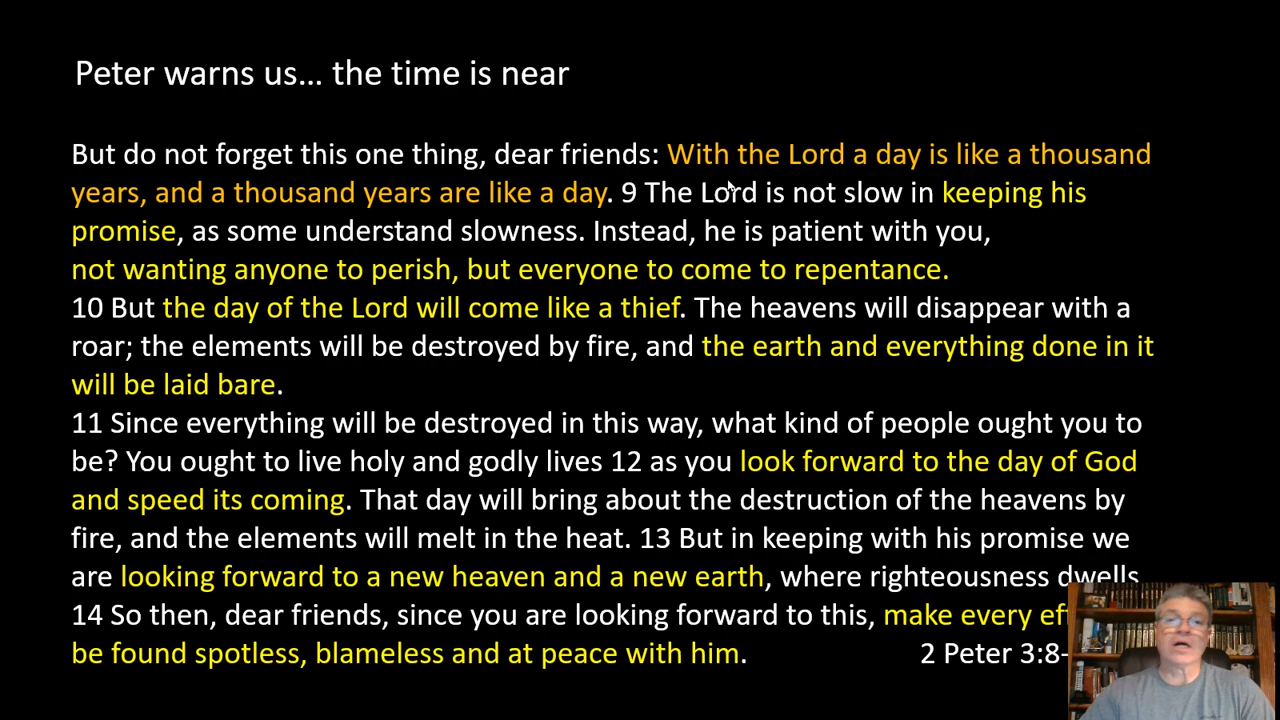 Peter warns us... the time is near
But do not forget this one thing, dear friends: With the Lord a day is like a thousand
years, and a thousand years are like a day. 9 The Lord is not slow in keeping his
promise, as some understand slowness. Instead, he is patient with you,
not wanting anyone to perish, but everyone to come to repentance.
10 But the day of the Lord will come like a thief. The heavens will disappear with a
roar; the elements will be destroyed by fire, and the earth and everything done in it
will be laid bare.
11 Since everything will be destroyed in this way, what kind of people ought you to
be? You ought to live holy and godly lives 12 as you look forward to the day of God
and speed its coming. That day will bring about the destruction of the heavens by
fire, and the elements will melt in the heat. 13 But in keeping with his promise we
are looking forward to a new heaven and a new earth, where righteousness dwells
14 So then, dear friends, since you are looking forward to this, make every
be found spotless, blameless and at peace with him. 2 Peter 3:8-